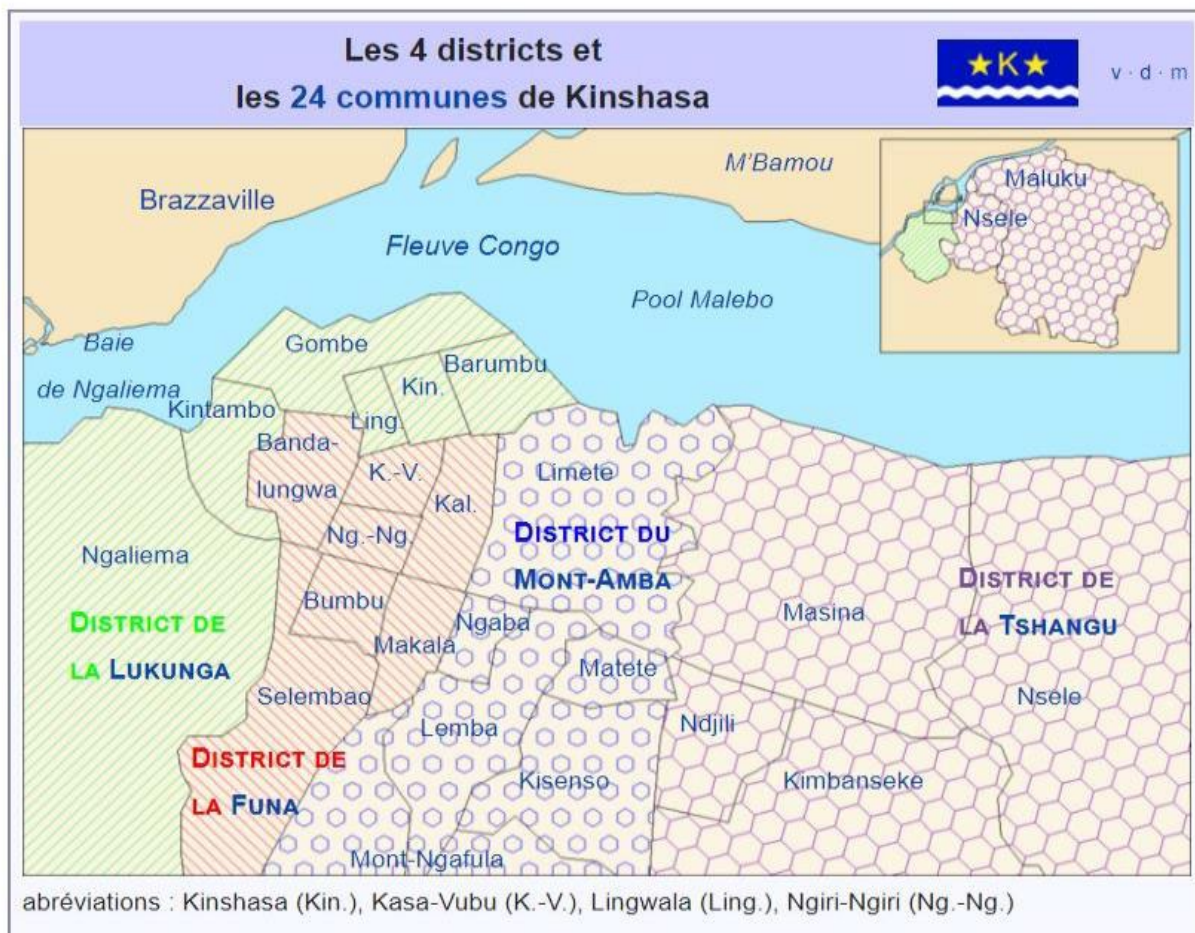 Les 4 districts et
les 24 communes de Kinshasa
★K★
v · d · m
Brazzaville
M'Bamou
Maluku
Nsele
Fleuve Congo
Pool Malebo
Baie
de Ngaliema
Gombe
Barumbu
Kin.
Kintambo
Ling.
Banda-
lungwa
K.-V.
Kal.
Limete
Ng.-Ng.
Ngaliema
DISTRICT DU
MONT-AMBA
Bumbu
Ngaba
Masina
DISTRICT DE
LA TSHANGU
DISTRICT DE
LA LUKUNGA
Makala
Matete
Selembao
Nsele
Lemba
Ndjili
DISTRICT DE
LA FUNA
Kisenso
Kimbanseke
Mont-Ngafula
abréviations : Kinshasa (Kin.), Kasa-Vubu (K.-V.), Lingwala (Ling.), Ngiri-Ngiri (Ng.-Ng.)